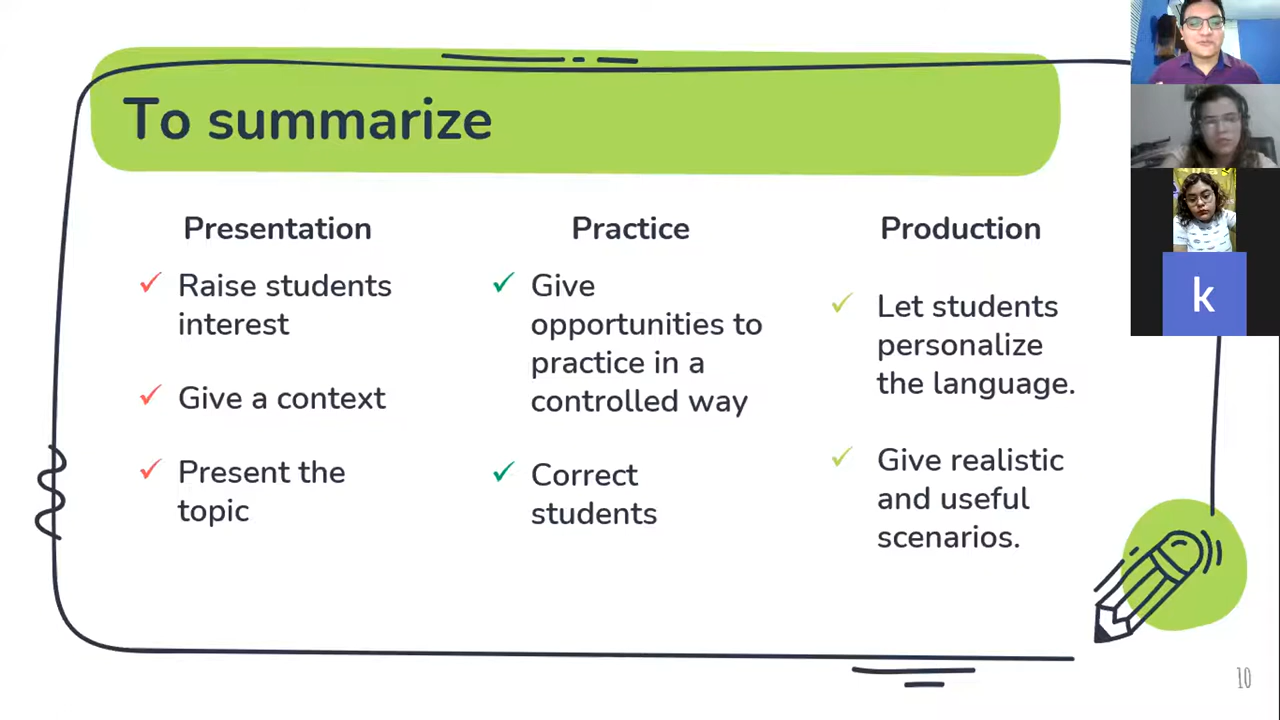 To summarize
Presentation
Raise students
interest
Give a context
Present the
topic
Practice
Give
opportunities to
practice in a
controlled way
Correct
students
Production
Let students
personalize
the language.
Give realistic
and useful
scenarios.
k
10